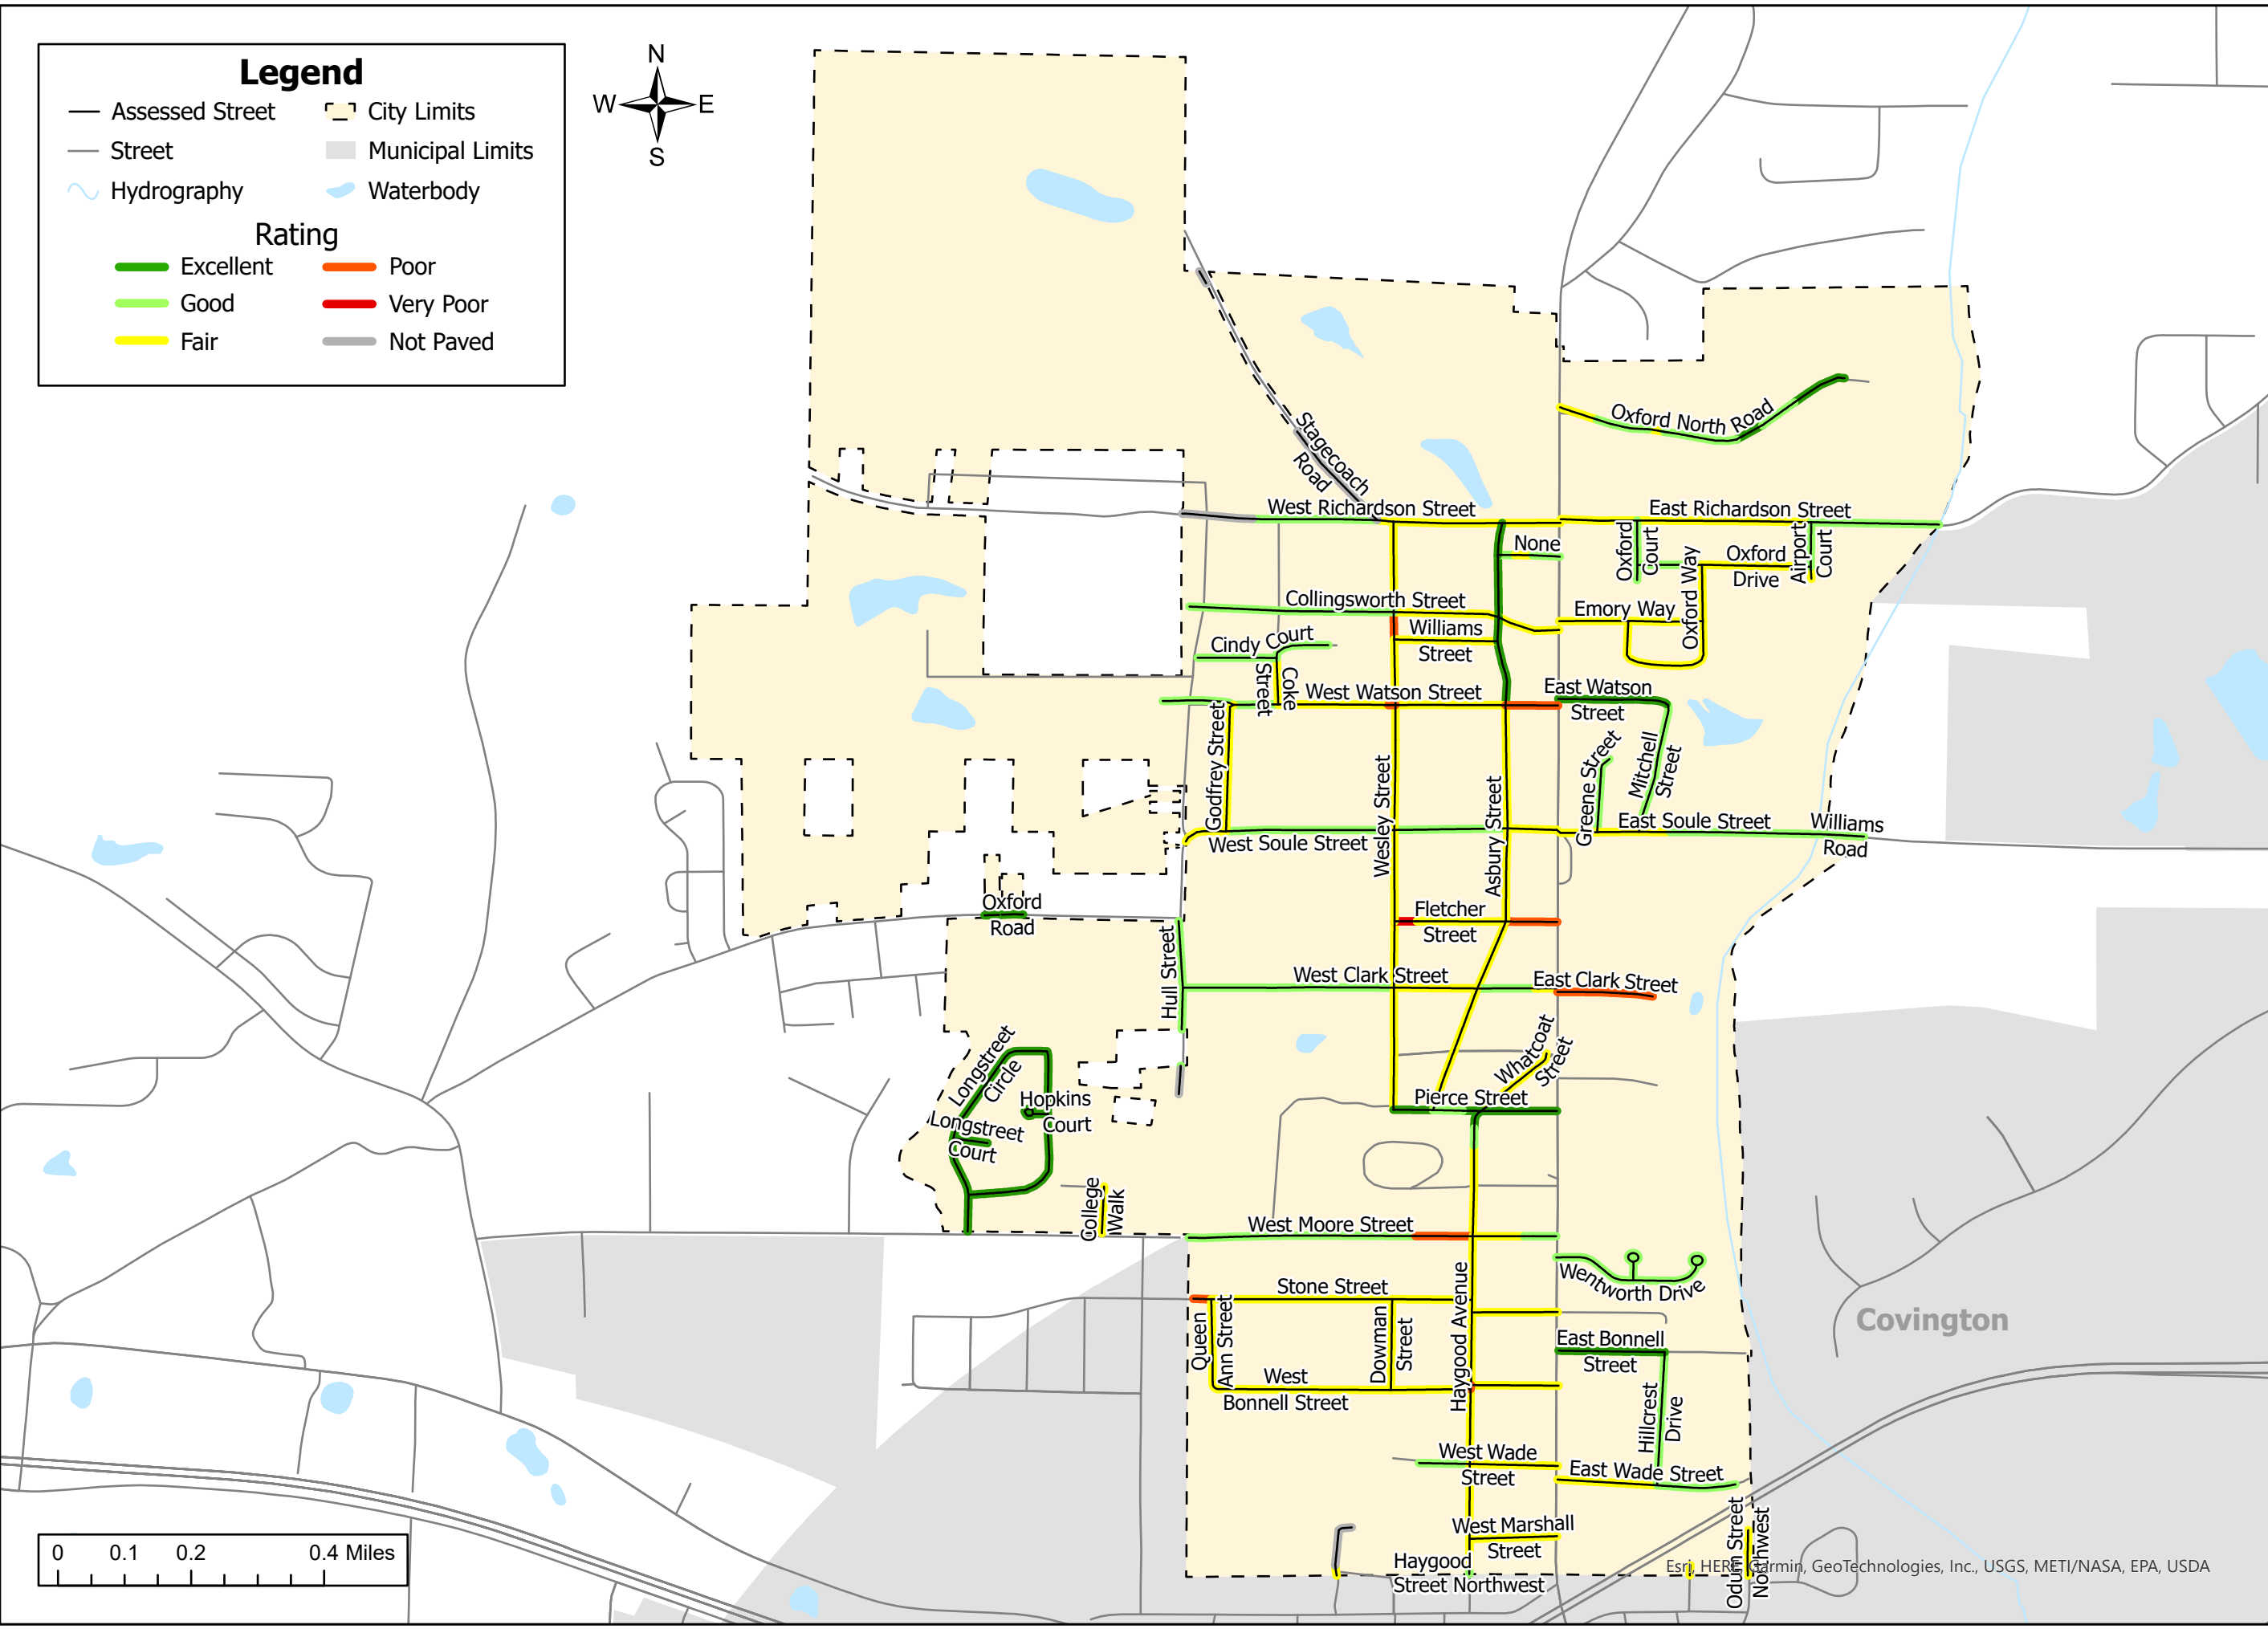 Legend
Assessed Street
City Limits
Street
Municipal Limits
Hydrography
Waterbody
Rating
Excellent
Poor
Good
Very Poor
Fair
Not Paved
N
W E
S
Stagecoach
Road
Oxford North Road
West Richardson Street
East Richardson Street
None
Oxford
Court
Oxford Way
Oxford
Drive
Airport
Court
Collingsworth Street
Emory Way
Williams
Street
Cindy Court
Coke
Street
West Watson Street
East Watson
Street
Godfrey Street
Wesley Street
Asbury Street
Greene Street
Mitchell
Street
West Soule Street
East Soule Street
Williams
Road
Oxford
Road
Fletcher
Street
Hull Street
West Clark Street
East Clark Street
Longstreet
Circle
Whatcoat
Street
Hopkins
Court
Pierce Street
Longstreet
Court
College
Walk
West Moore Street
Wentworth Drive
Stone Street
Queen
Ann Street
Dowman
Street
Haygood Avenue
East Bonnell
Street
Covington
West
Bonnell Street
Hillcrest
Drive
West Wade
Street
East Wade Street
West Marshall
Street
Haygood
Street Northwest
Odum Street
Northwest
0 0.1 0.2 0.4 Miles
Esri, HERE, Garmin, GeoTechnologies, Inc., USGS, METI/NASA, EPA, USDA